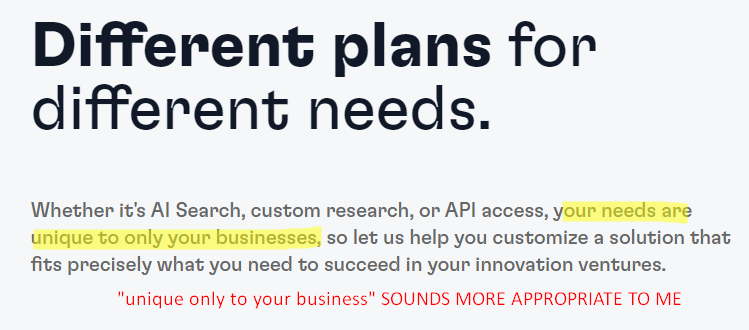 Different plans for
different needs.
Whether it's AI Search, custom research, or API access, your needs are
unique to only your businesses, so let us help you customize a solution that
fits precisely what you need to succeed in your innovation ventures.
"unique only to your business" SOUNDS MORE APPROPRIATE TO ME